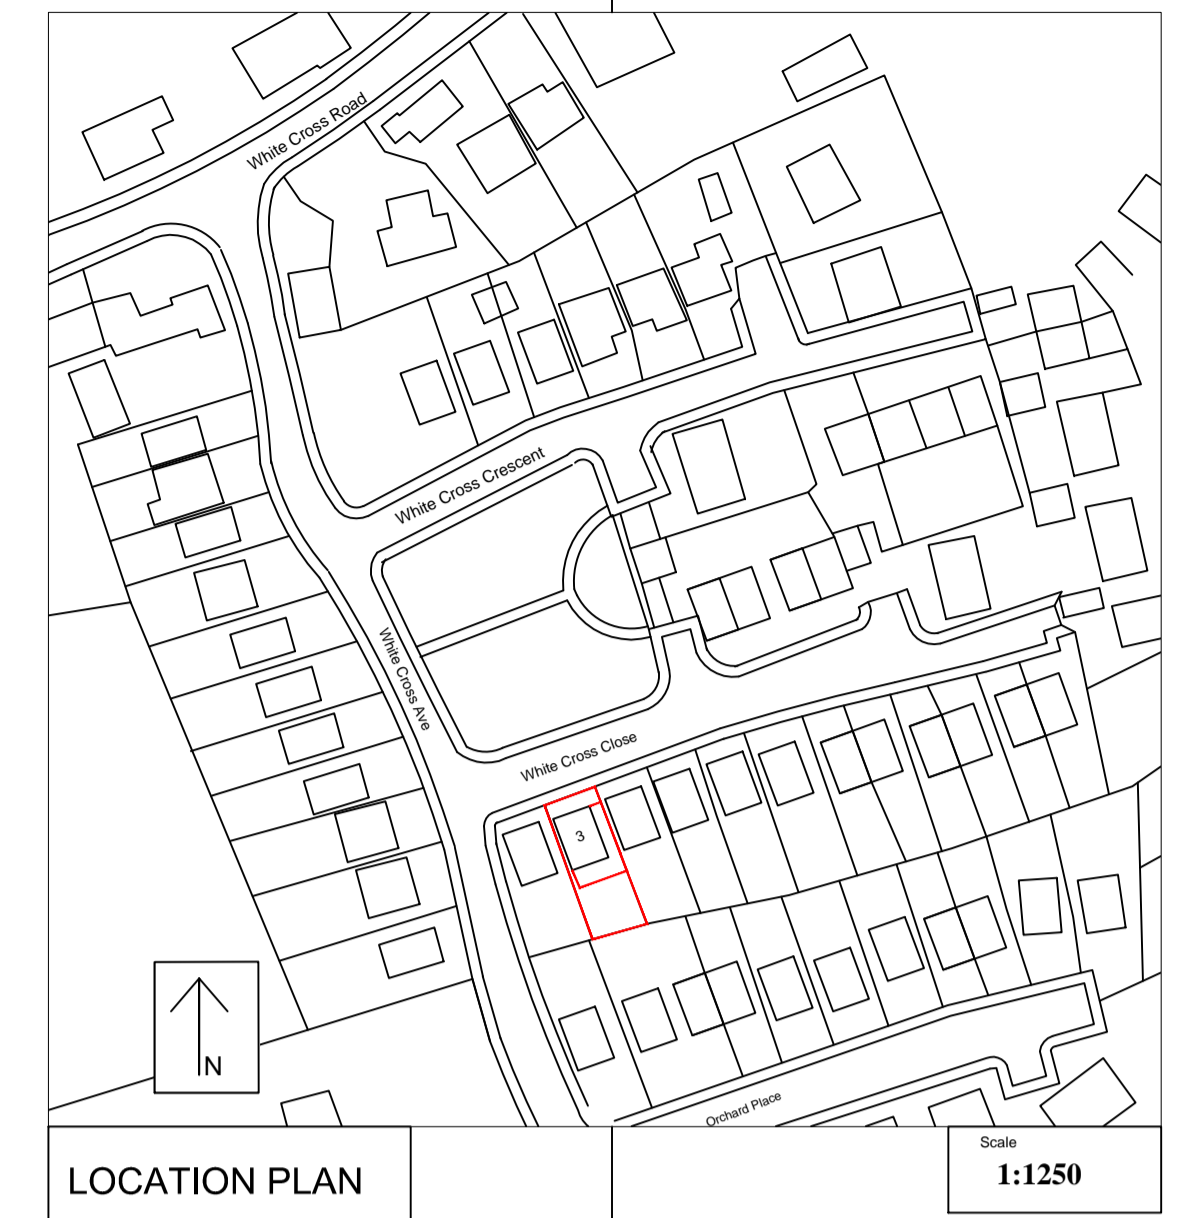 White Cross Road
White Cross Crescent
White Cross Ave
White Cross Close
3
N
Orchard Place
LOCATION PLAN
Scale
1:1250